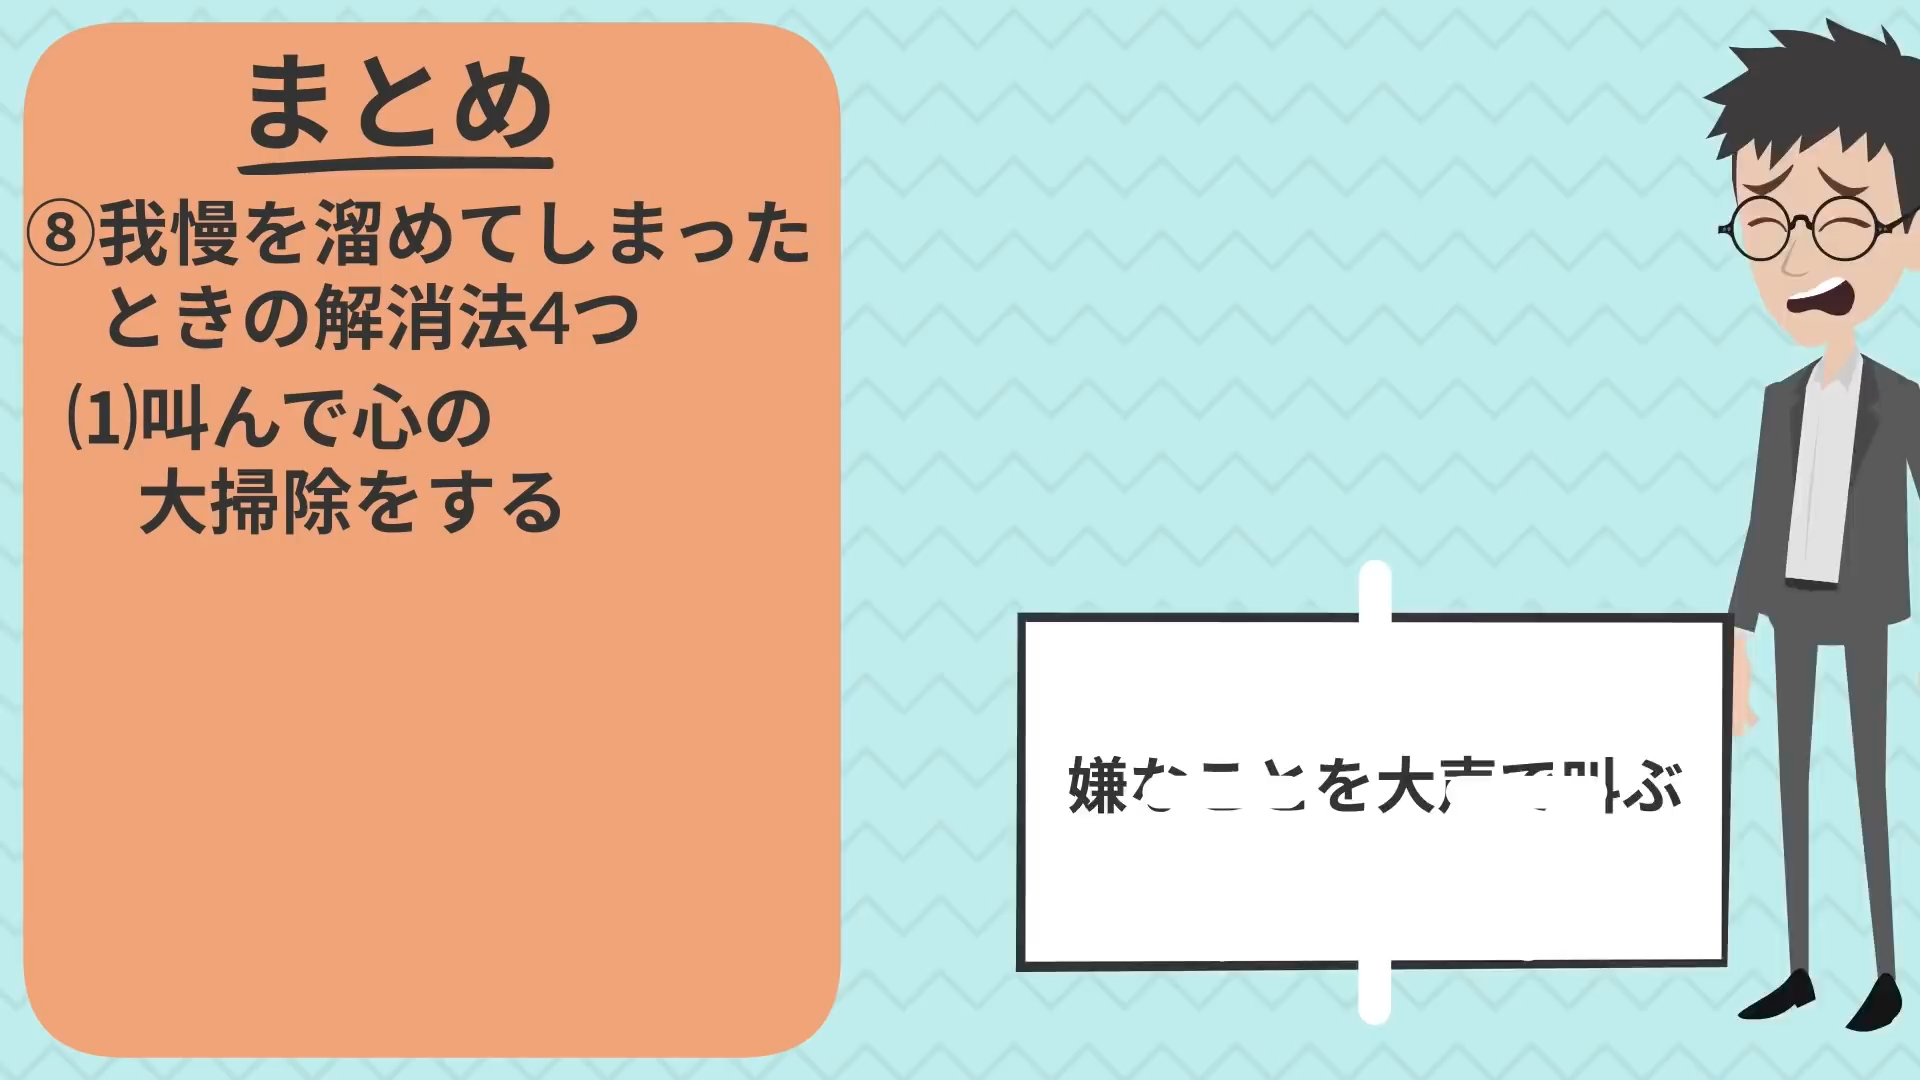 まとめ
⑧我慢を溜めてしまった
ときの解消法4つ
⑴叫んで心の
大掃除をする
嫌なことを大声で叫ぶ